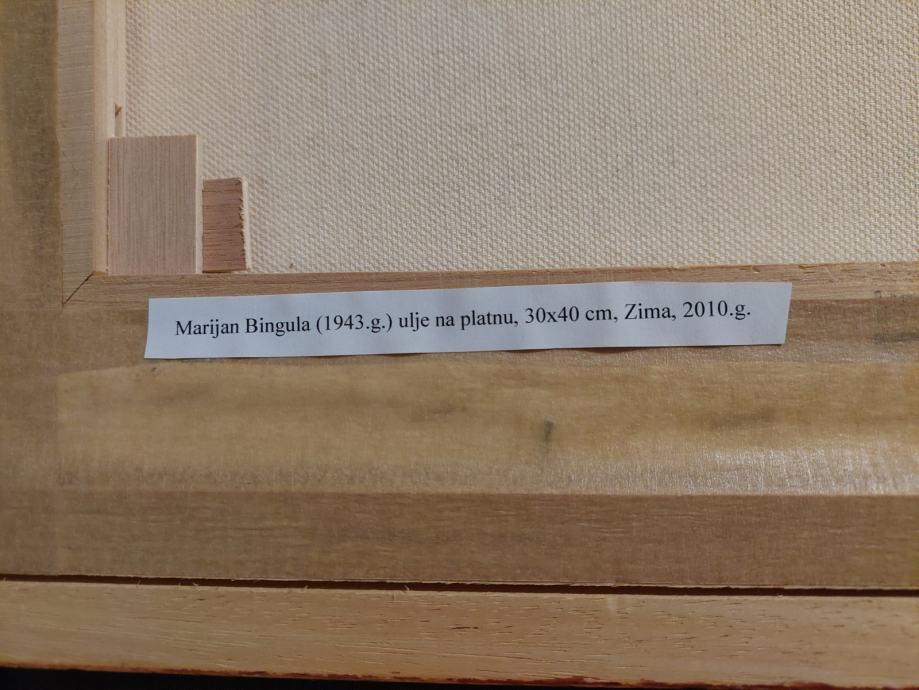 Marijan Bingula (1943.g.) ulje na platnu, 30x40 cm, Zima, 2010.g.